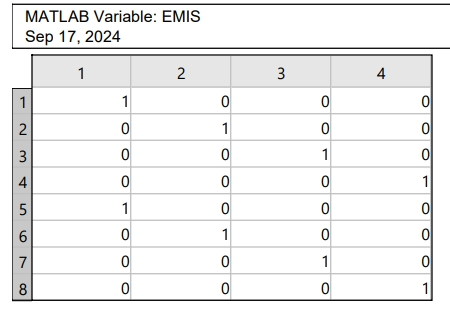 MATLAB Variable: EMIS
Sep 17, 2024
1 2 3 4
1 1 0 0 0
2 0 1 0 0
3 0 0 1 0
4 0 0 0 1
5 1 0 0 0
6 0 1 0 0
7 0 0 1 0
8 0 0 0 1